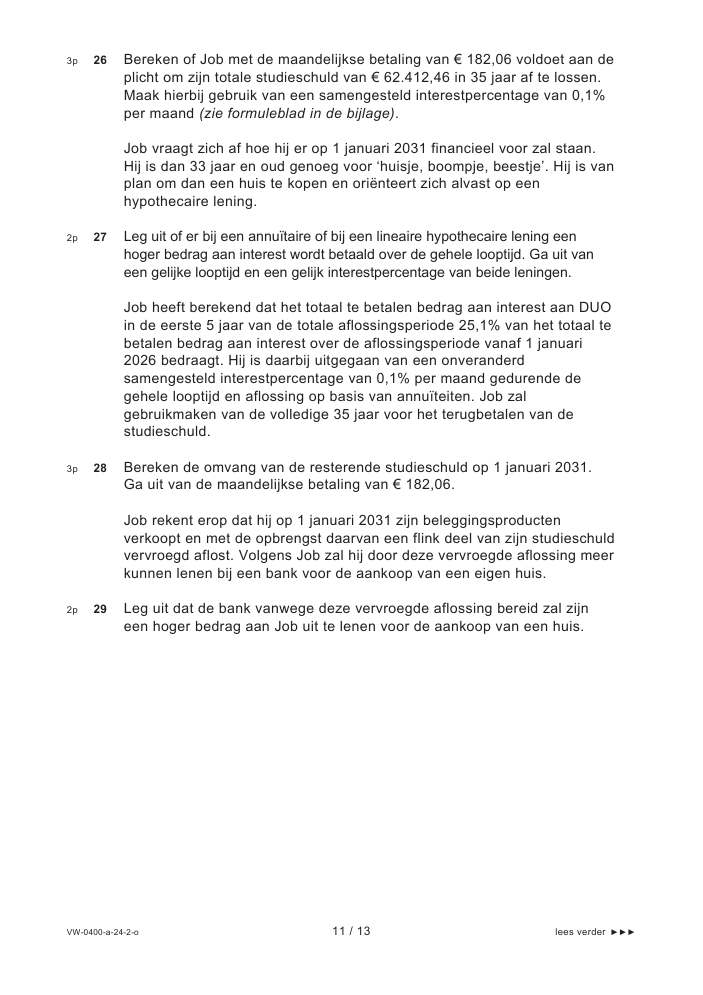 3p 26 Bereken of Job met de maandelijkse betaling van € 182,06 voldoet aan de
plicht om zijn totale studieschuld van € 62.412,46 in 35 jaar af te lossen.
Maak hierbij gebruik van een samengesteld interestpercentage van 0,1%
per maand (zie formuleblad in de bijlage).
Job vraagt zich af hoe hij er op 1 januari 2031 financieel voor zal staan.
Hij is dan 33 jaar en oud genoeg voor ‘huisje, boompje, beestje’. Hij is van
plan om dan een huis te kopen en oriënteert zich alvast op een
hypothecaire lening.
2p 27 Leg uit of er bij een annuïtaire of bij een lineaire hypothecaire lening een
hoger bedrag aan interest wordt betaald over de gehele looptijd. Ga uit van
een gelijke looptijd en een gelijk interestpercentage van beide leningen.
Job heeft berekend dat het totaal te betalen bedrag aan interest aan DUO
in de eerste 5 jaar van de totale aflossingsperiode 25,1% van het totaal te
betalen bedrag aan interest over de aflossingsperiode vanaf 1 januari
2026 bedraagt. Hij is daarbij uitgegaan van een onveranderd
samengesteld interestpercentage van 0,1% per maand gedurende de
gehele looptijd en aflossing op basis van annuïteiten. Job zal
gebruikmaken van de volledige 35 jaar voor het terugbetalen van de
studieschuld.
3p 28 Bereken de omvang van de resterende studieschuld op 1 januari 2031.
Ga uit van de maandelijkse betaling van € 182,06.
Job rekent erop dat hij op 1 januari 2031 zijn beleggingsproducten
verkoopt en met de opbrengst daarvan een flink deel van zijn studieschuld
vervroegd aflost. Volgens Job zal hij door deze vervroegde aflossing meer
kunnen lenen bij een bank voor de aankoop van een eigen huis.
2p 29 Leg uit dat de bank vanwege deze vervroegde aflossing bereid zal zijn
een hoger bedrag aan Job uit te lenen voor de aankoop van een huis.
VW-0400-a-24-2-o 11 / 13 lees verder ►►►